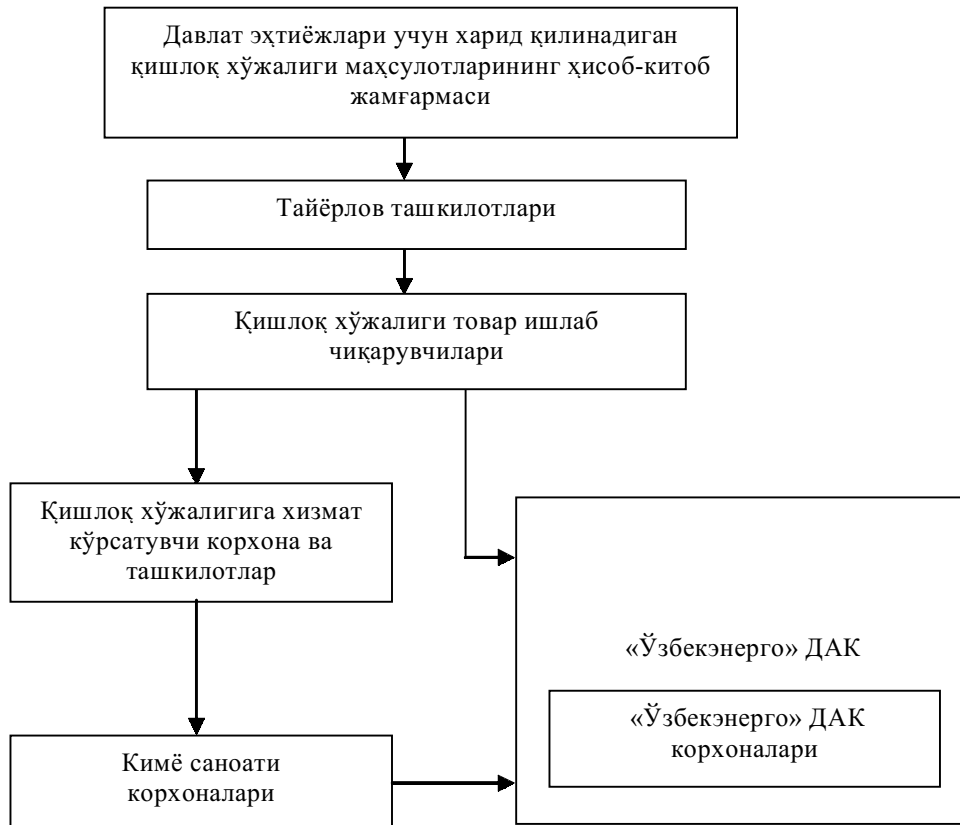 Давлат эҳтиёжлари учун харид қилинадиган
қишлоқ хўжалиги маҳсулотларининг ҳисоб-китоб
жамғармаси
Тайёрлов ташкилотлари
Қишлоқ хўжалиги товар ишлаб
чиқарувчилари
Қишлоқ хўжалигига хизмат
кўрсатувчи корхона ва
ташкилотлар
«Ўзбекэнерго» ДАК
«Ўзбекэнерго» ДАК
корхоналари
Кимё саноати
корхоналари